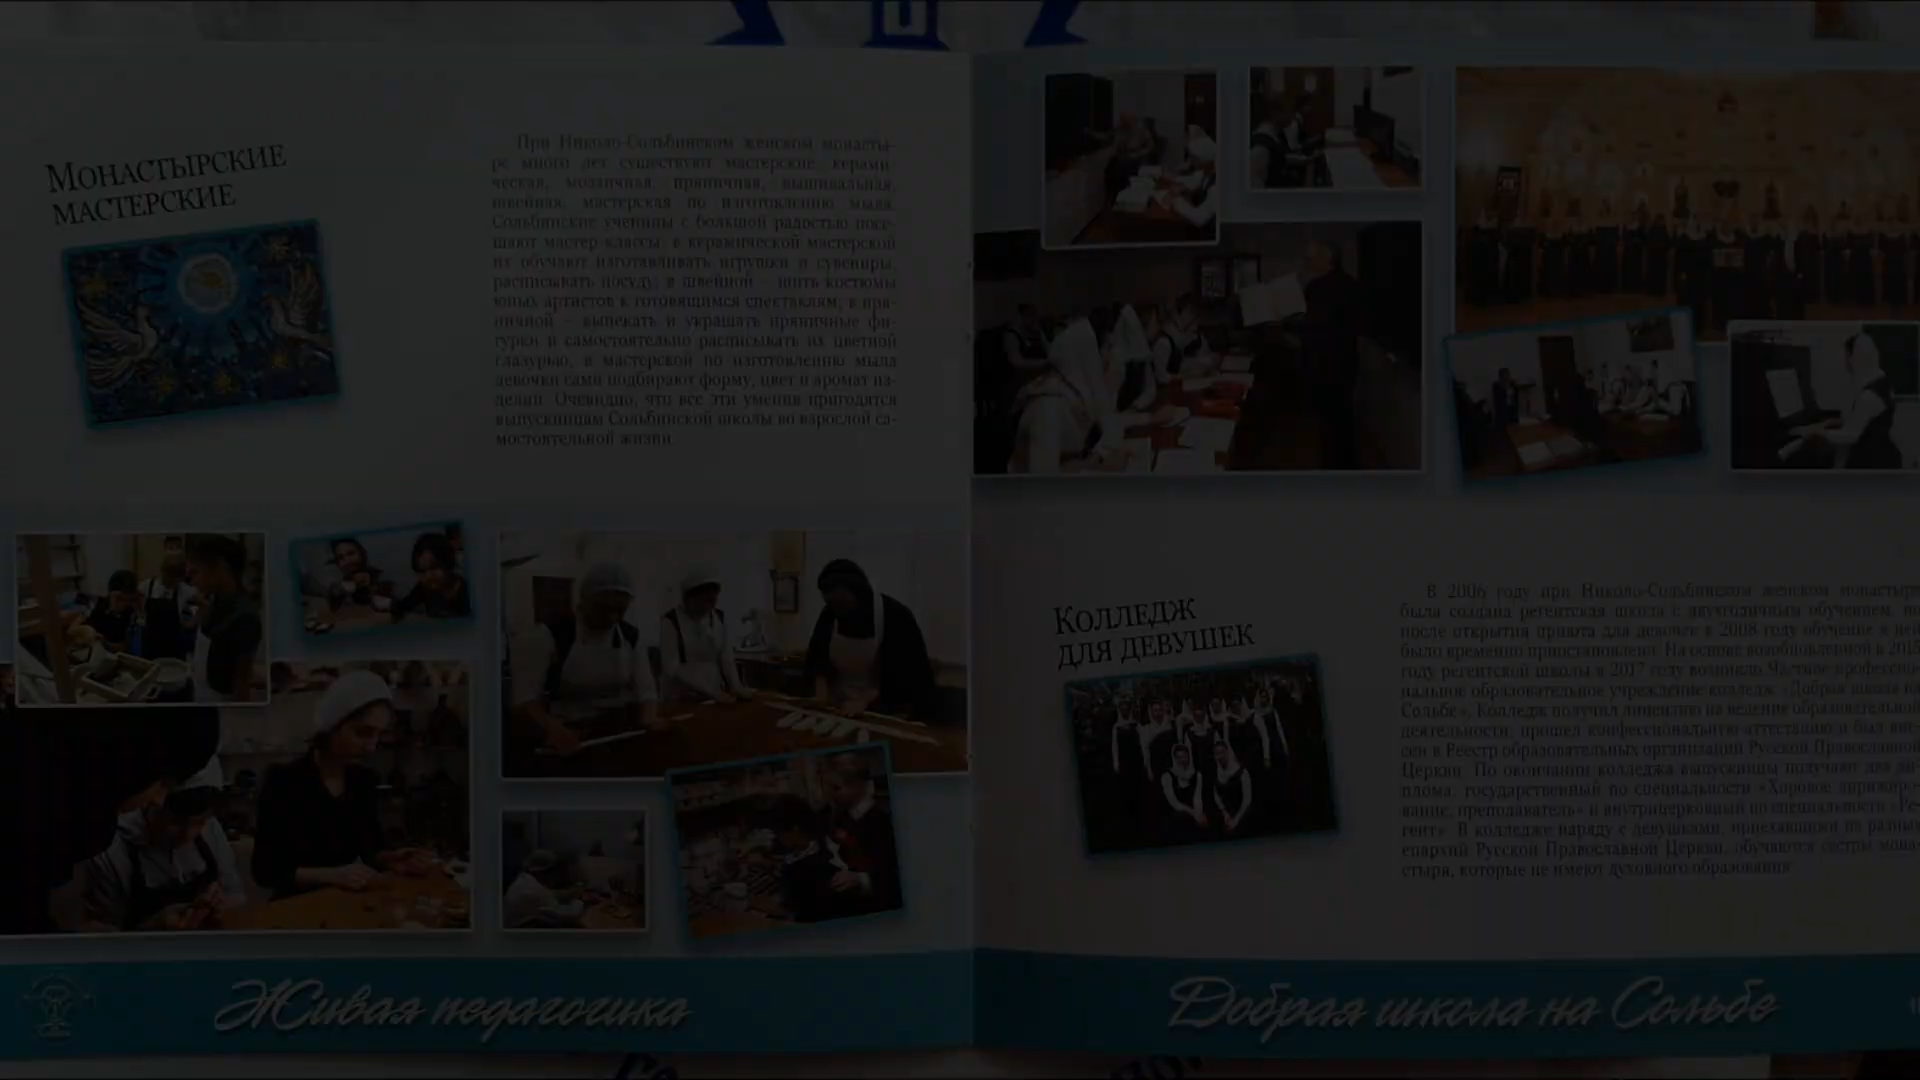 МОНАСТЫРСКИЕ
МАСТЕРСКИЕ
При Николо-Сольбинском женском монасты-
ре много лет существуют мастерские: керами-
ческая, мозаичная, пряничная, вышивальная,
швейная, мастерская по изготовлению мыла.
Сольбинские ученицы с большой радостью посе-
щают мастер-классы: в керамической мастерской
их обучают изготавливать игрушки и сувениры,
расписывать посуду; в швейной – шить костюмы
юных артистов к готовящимся спектаклям; в пря-
ничной – выпекать и украшать пряничные фи-
гурки и самостоятельно расписывать их цветной
глазурью; в мастерской по изготовлению мыла
девочки сами подбирают форму, цвет и аромат из-
делий. Очевидно, что все эти умения пригодятся
выпускницам Сольбинской школы во взрослой са-
мостоятельной жизни.
Живая педагогика
КОЛЛЕДЖ
ДЛЯ ДЕВУШЕК
В 2006 году при Николо-Сольбинском женском монастыре
была создана регентская школа с двухгодичным обучением, но
после открытия приюта для девочек в 2008 году обучение в ней
было временно приостановлено. На основе возобновленной в 2015
году регентской школы в 2017 году возникло Частное профессио-
нальное образовательное учреждение колледж «Добрая школа на
Сольбе». Колледж получил лицензию на ведение образовательной
деятельности, прошел конфессиональную аттестацию и был вне-
сен в Реестр образовательных организаций Русской Православной
Церкви. По окончании колледжа выпускницы получают два ди-
плома: государственный по специальности «Хоровое дирижиро-
вание, преподаватель» и внутрицерковный по специальности «Ре-
гент». В колледже наряду с девушками, приехавшими из разных
епархий Русской Православной Церкви, обучаются сестры мона-
стыря, которые не имеют духовного образования.
Добрая школа на Сольбе